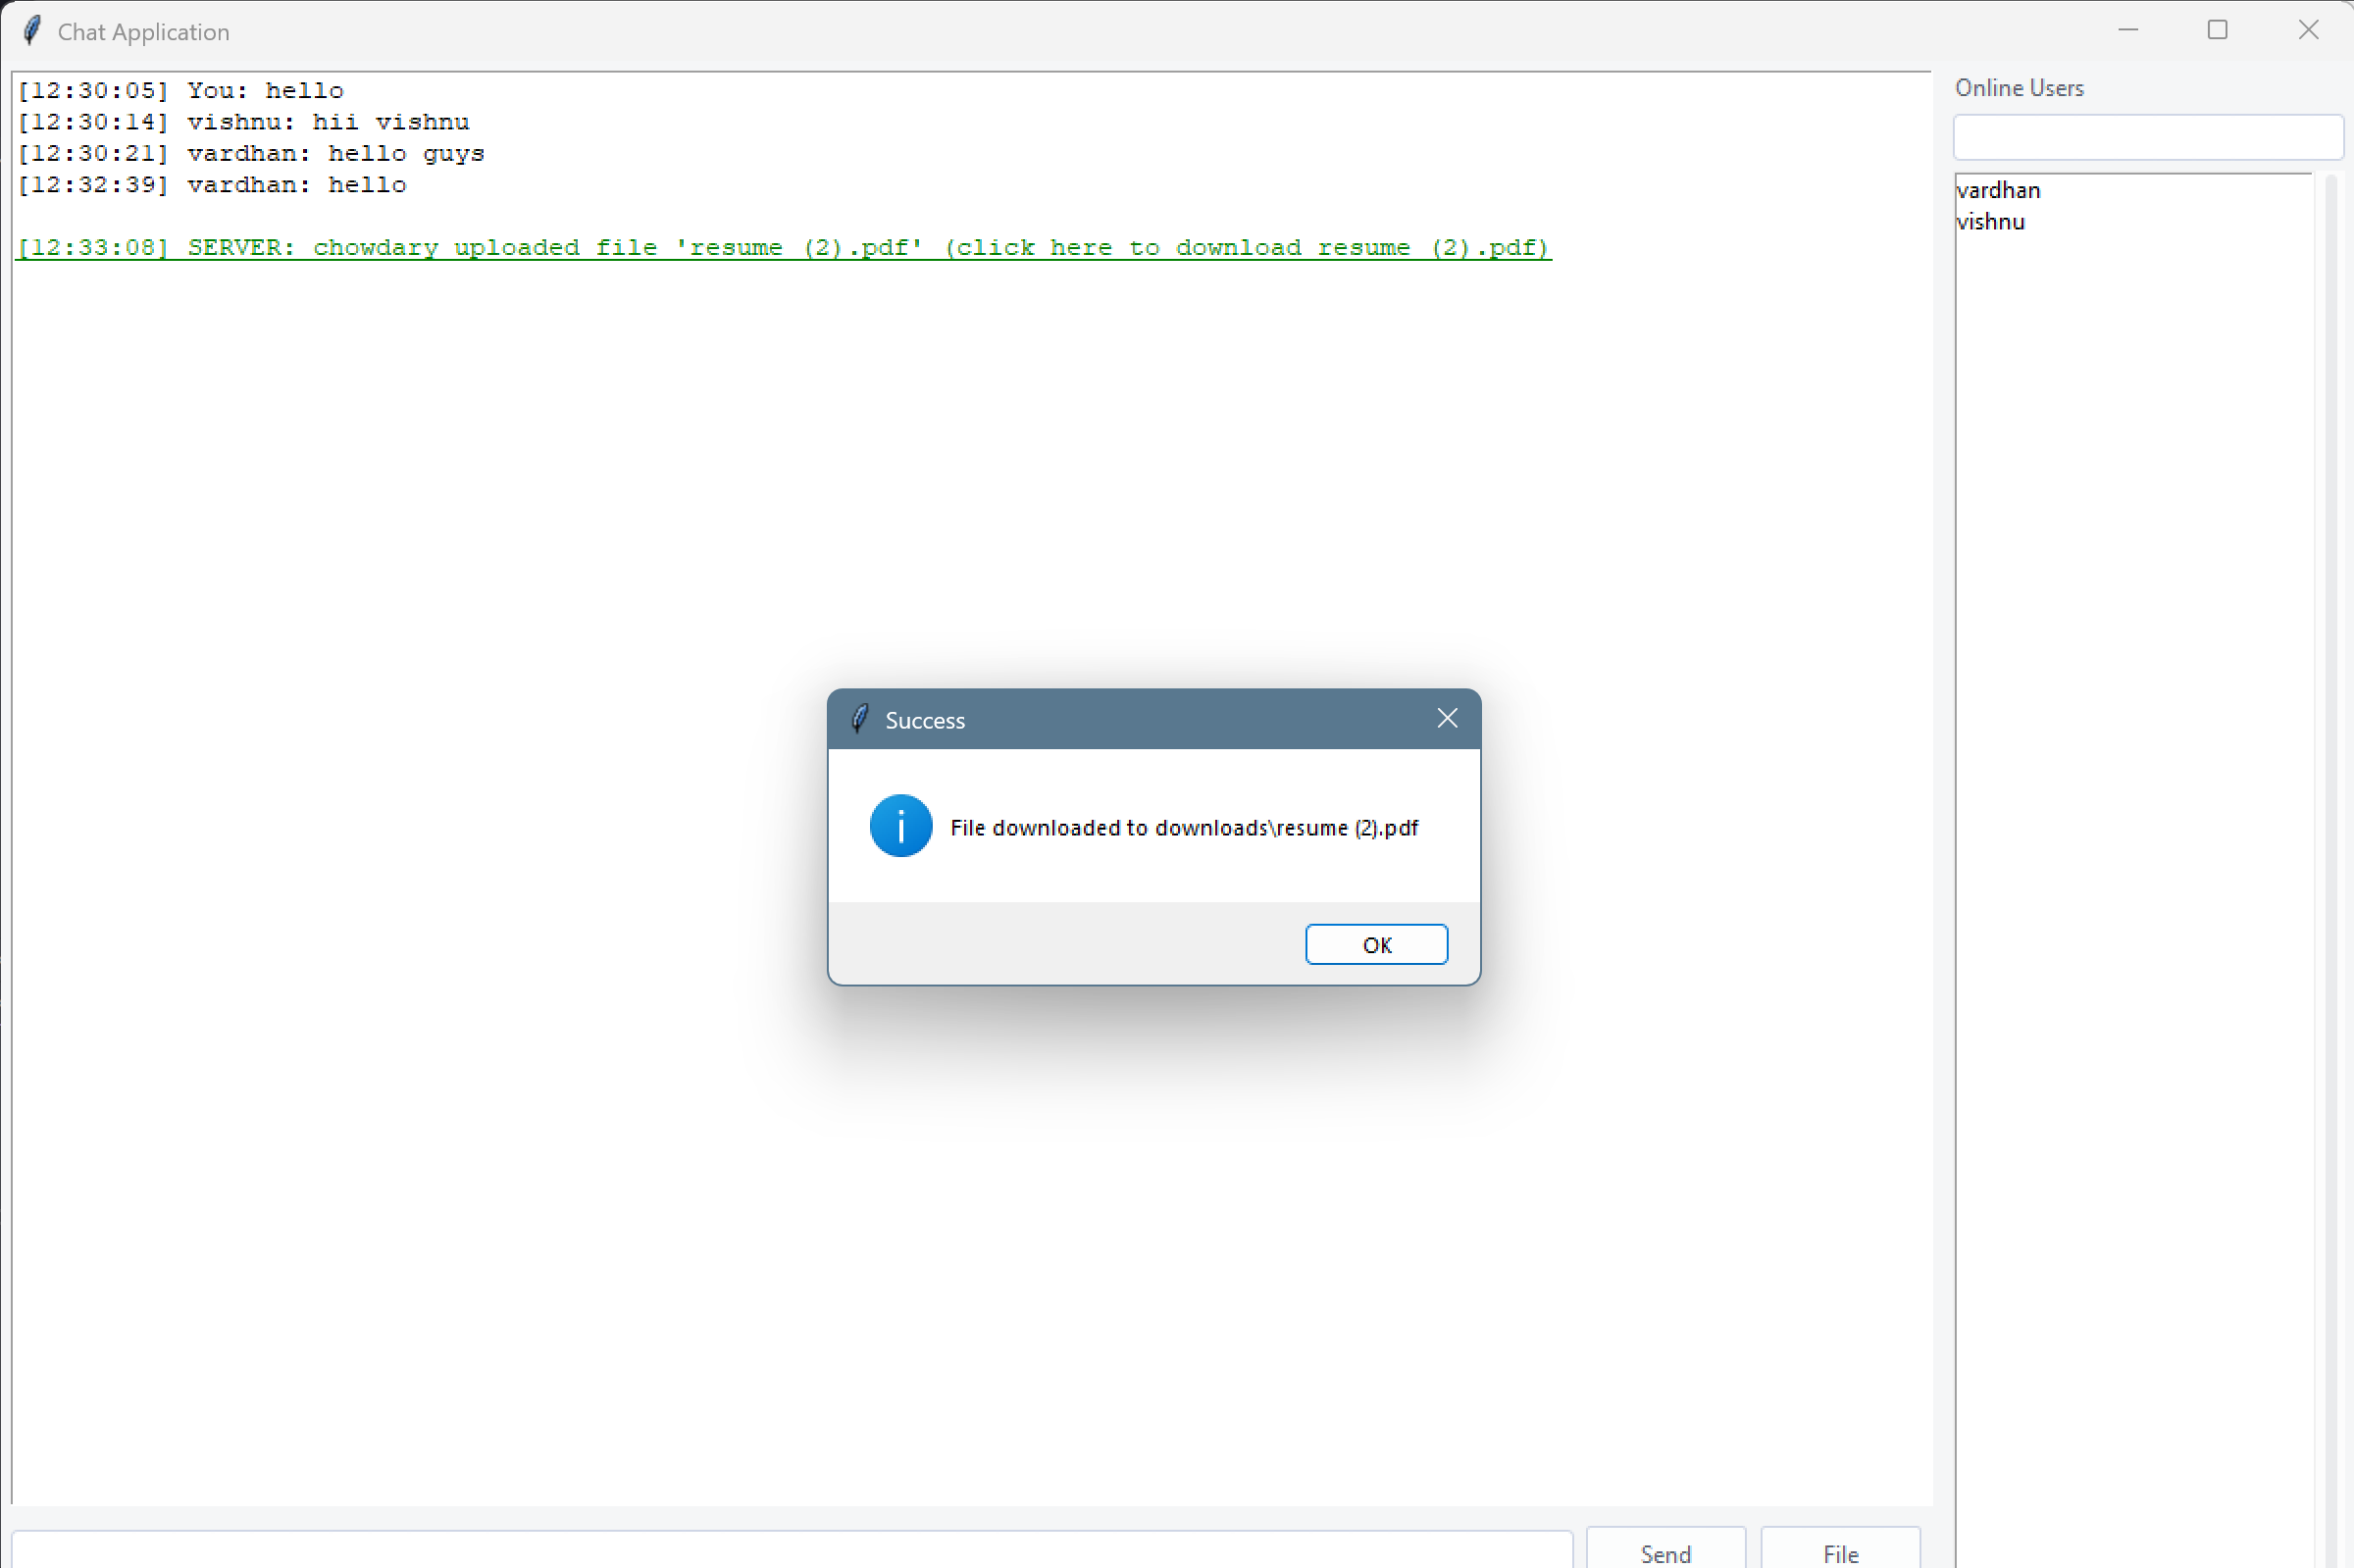 Chat Application
[12:30:05] You: hello
[12:30:14] vishnu: hii vishnu
[12:30:21] vardhan: hello guys
[12:32:39] vardhan: hello
[12:33:08] SERVER: chowdary uploaded file 'resume (2).pdf' (click here to download resume (2).pdf)
Online Users
vardhan
vishnu
Success
File downloaded to downloads\resume (2).pdf
OK
Send
File